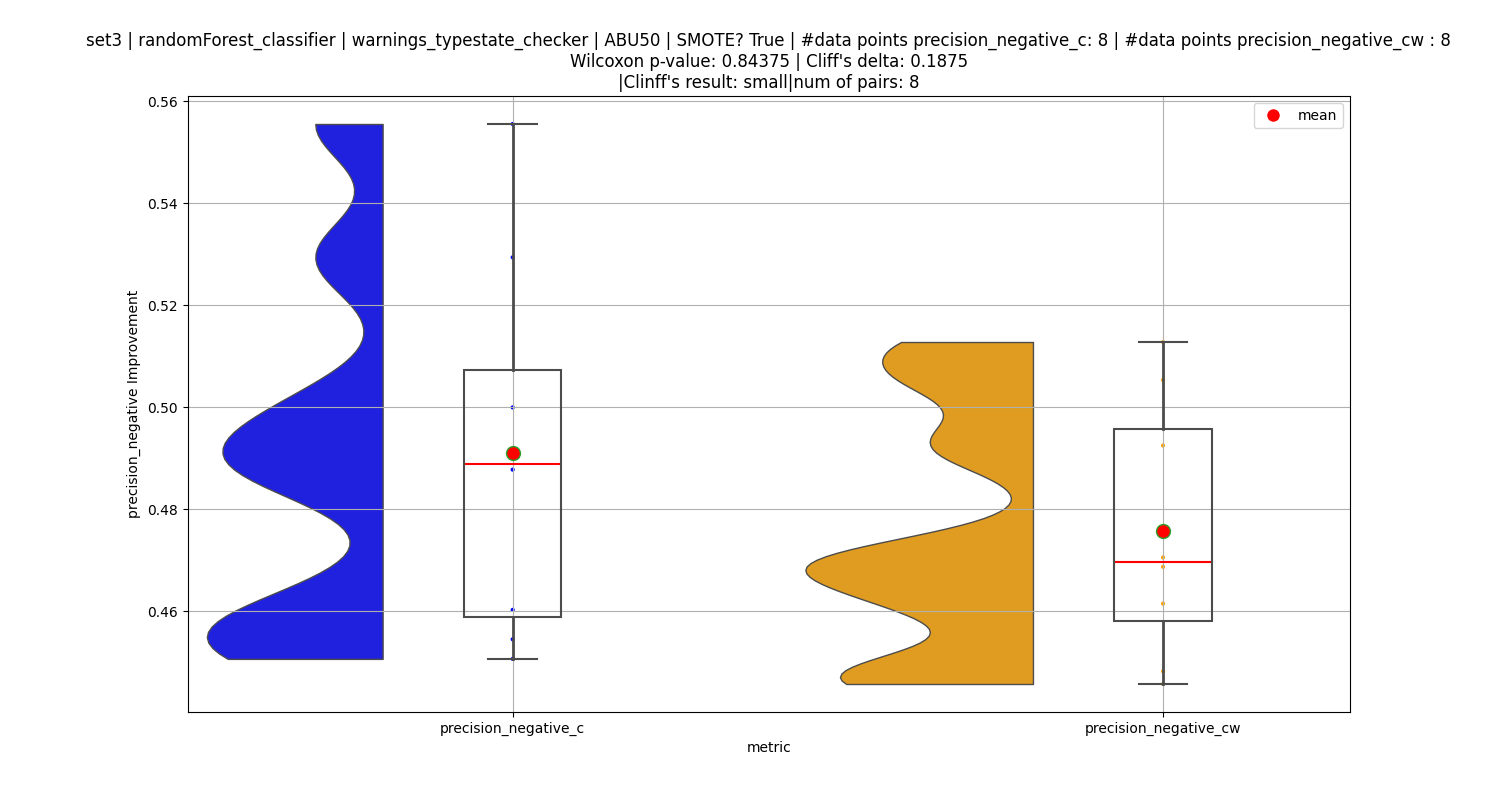 set3 | randomForest_classifier | warnings_typestate_checker | ABU50 | SMOTE? True | #data points precision_negative_c: 8 | #data points precision_negative_cw : 8
Wilcoxon p-value: 0.84375 | Cliff's delta: 0.1875
|Clinff's result: small|num of pairs: 8
mean
0.56
0.54
0.52
0.50
0.48
0.46
precision_negative Improvement
precision_negative_c
precision_negative_cw
metric